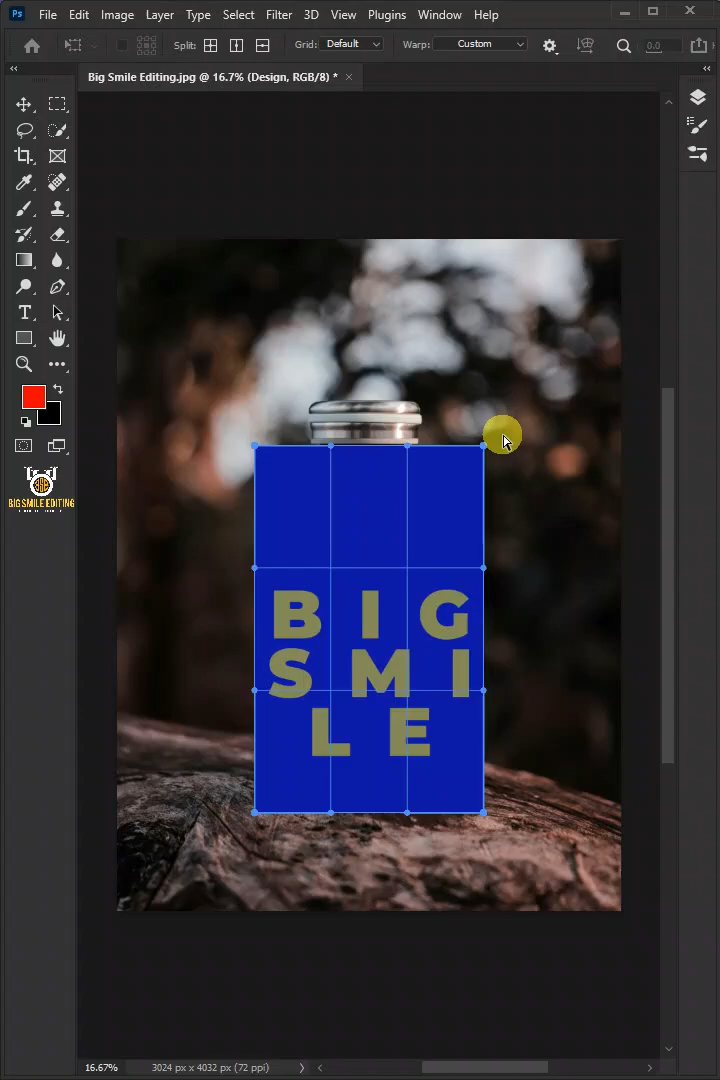 Ps File Edit Image Layer Type Select Filter 3D View Plugins Window Help
Split: Grid: Default Warp: Custom 0.0
Big Smile Editing.jpg @ 16.7% (Design, RGB/8) * ×
BIG SMILE EDITING
B I G
S M I
L E
16.67% 3024 px x 4032 px (72 ppi)